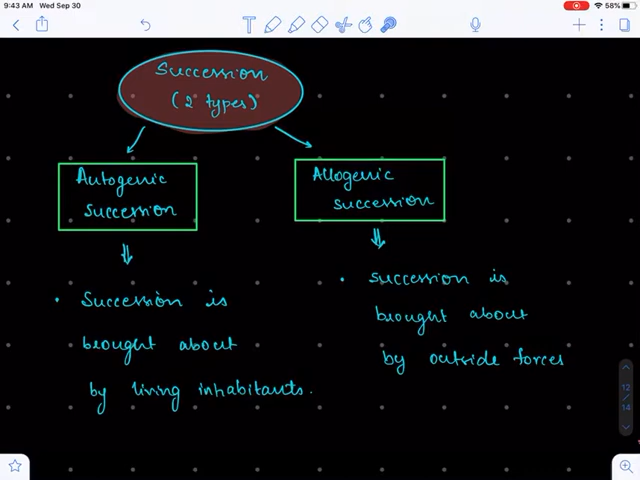 9:43 AM Wed Sep 30
58%
Succession
(2 types)
Autogenic
Succession
Allogenic
succession
• Succession is
brought about
by living inhabitants.
• succession is
brought about
by outside forces
12
/
14